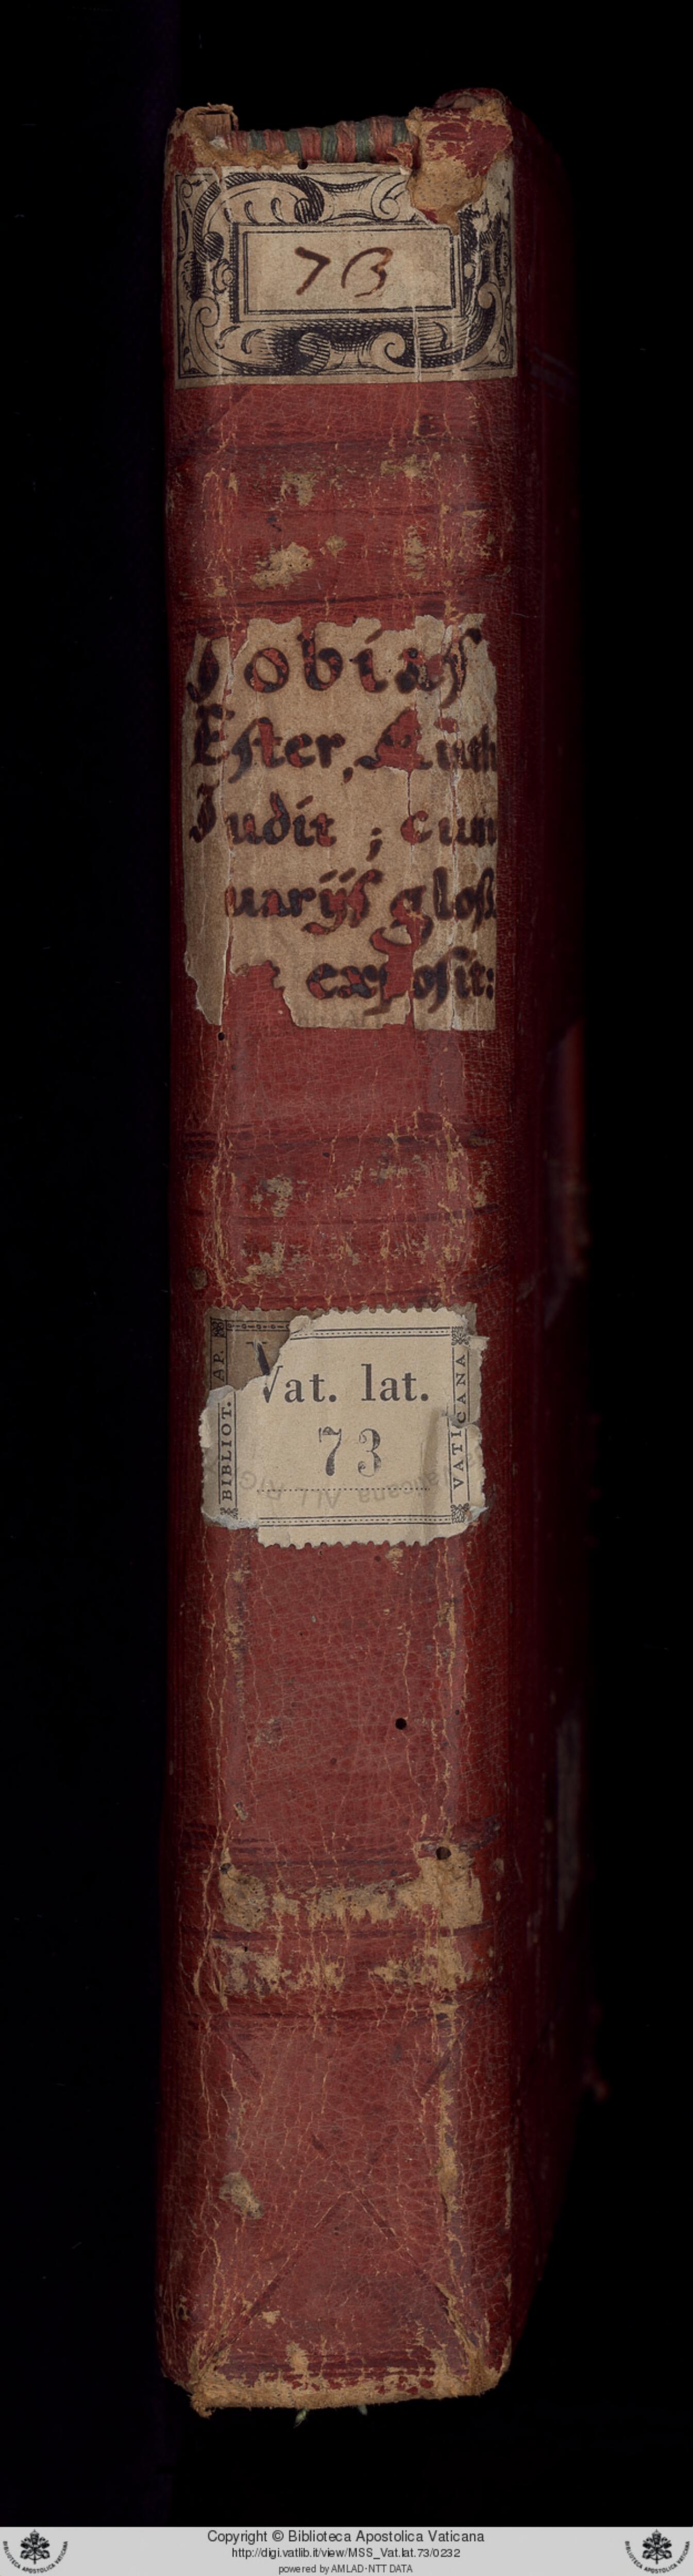 73
Tobias
Ester, Ruth
Judit ; cum
uarijs gloss
exposit:
Vat. lat.
73
BIBLIOT. AP. VATICANA
Copyright © Biblioteca Apostolica Vaticana
http://digi.vatlib.it/view/MSS_Vat.lat.73/0232
powered by AMLAD-NTT DATA